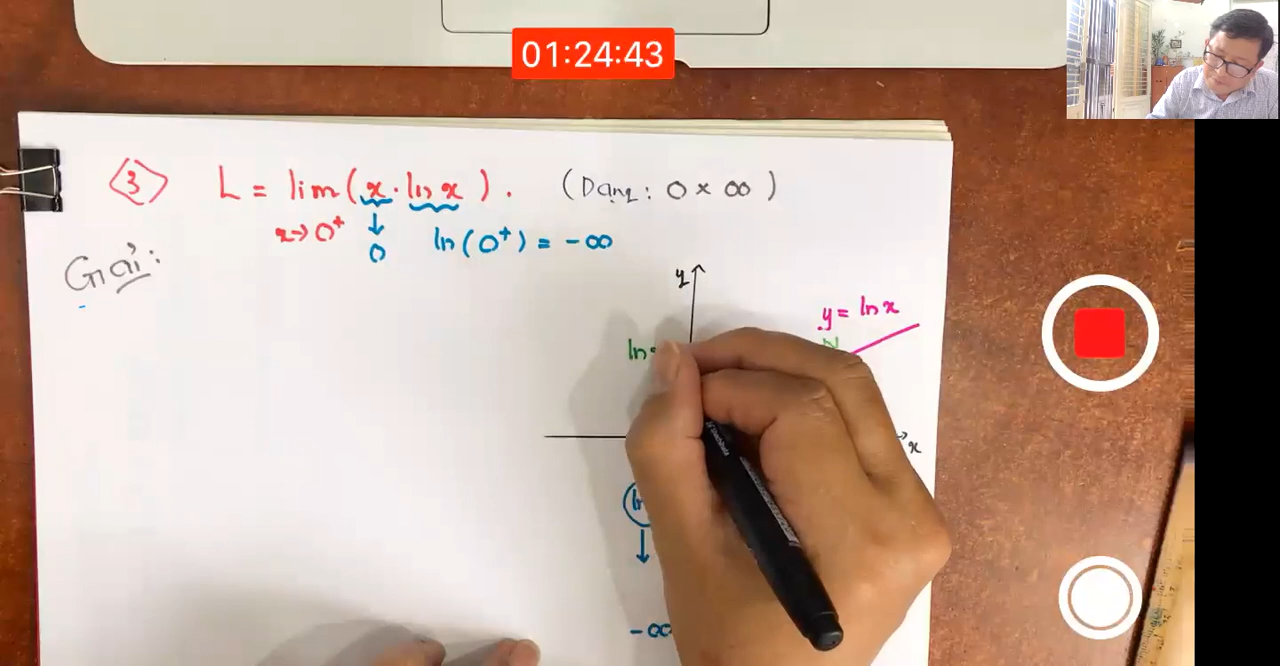 01:24:43
3 L = lim (x . ln x) . (Dạng: 0 × ∞)
x→0⁺ ↓ ln(0⁺) = -∞
0
Giải:
y
y = ln x
x
↓
-∞